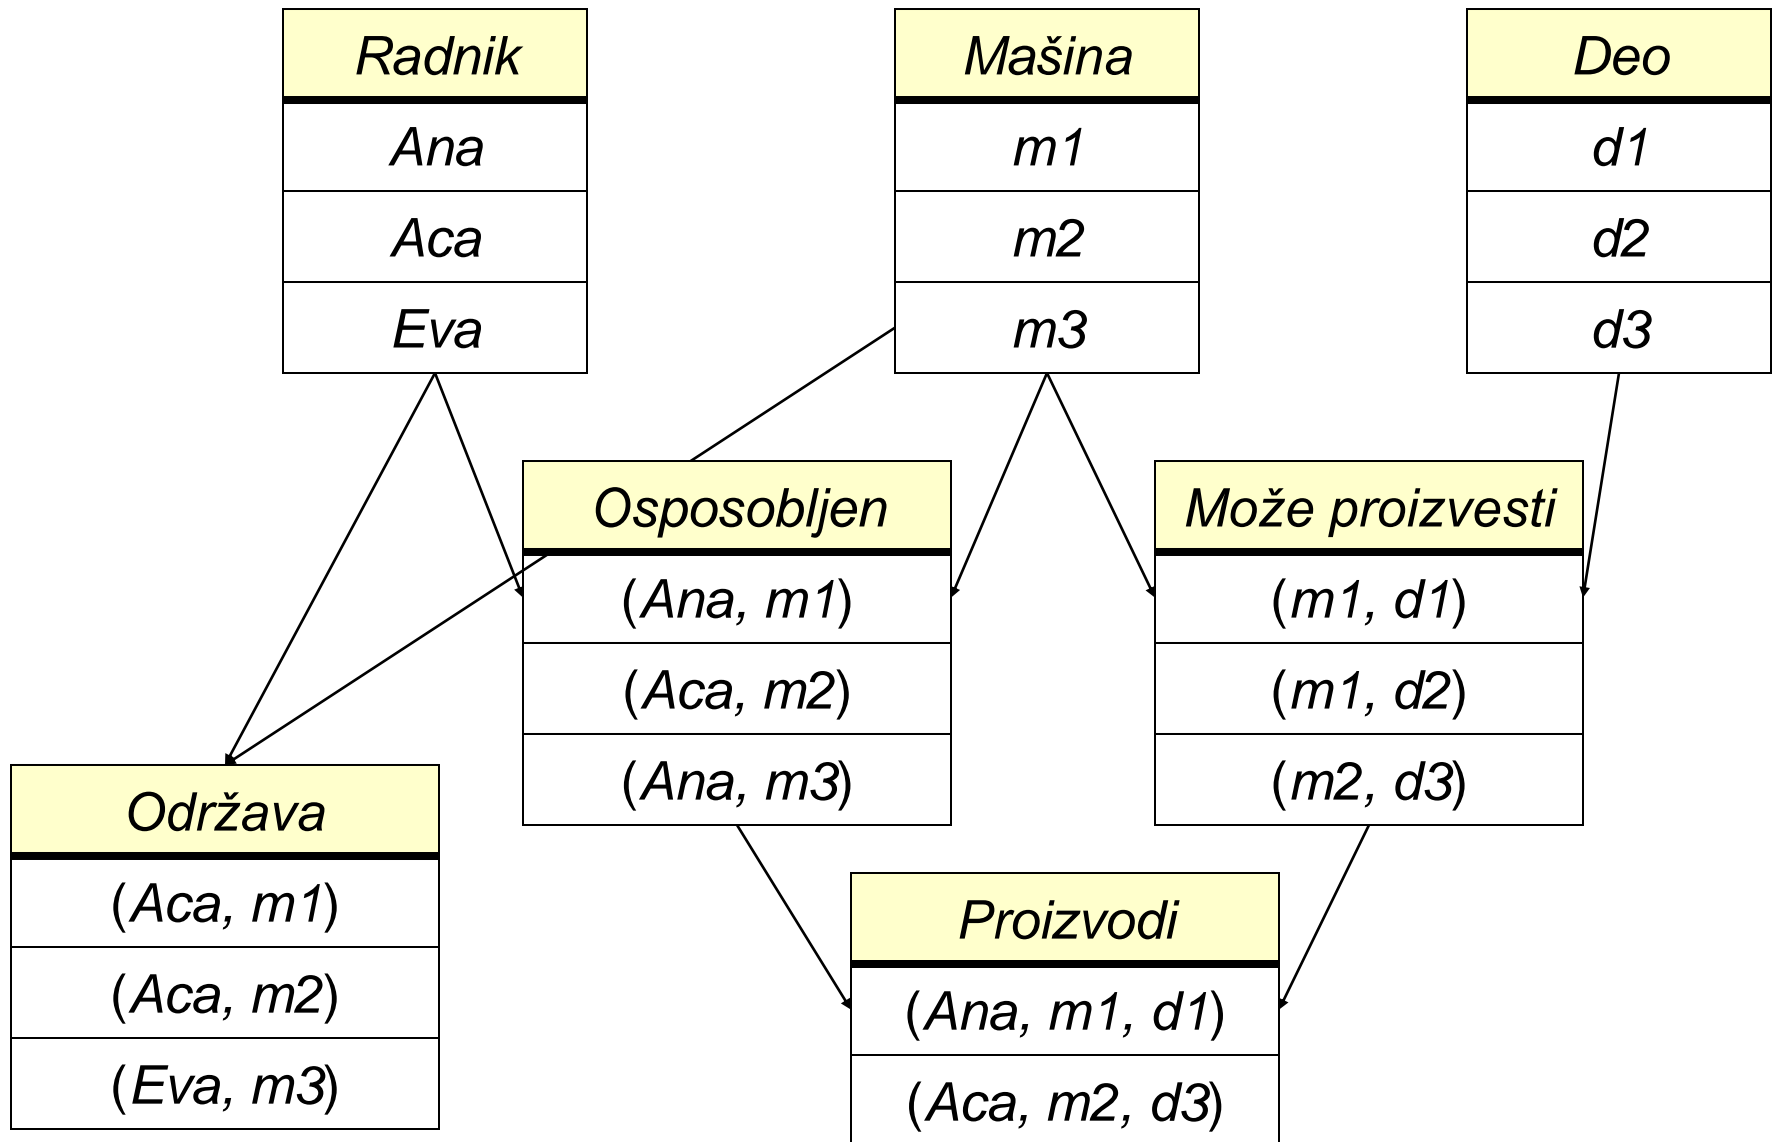 Radnik
Ana
Aca
Eva
Mašina
m1
m2
m3
Deo
d1
d2
d3
Osposobljen
(Ana, m1)
(Aca, m2)
(Ana, m3)
Može proizvesti
(m1, d1)
(m1, d2)
(m2, d3)
Održava
(Aca, m1)
(Aca, m2)
(Eva, m3)
Proizvodi
(Ana, m1, d1)
(Aca, m2, d3)